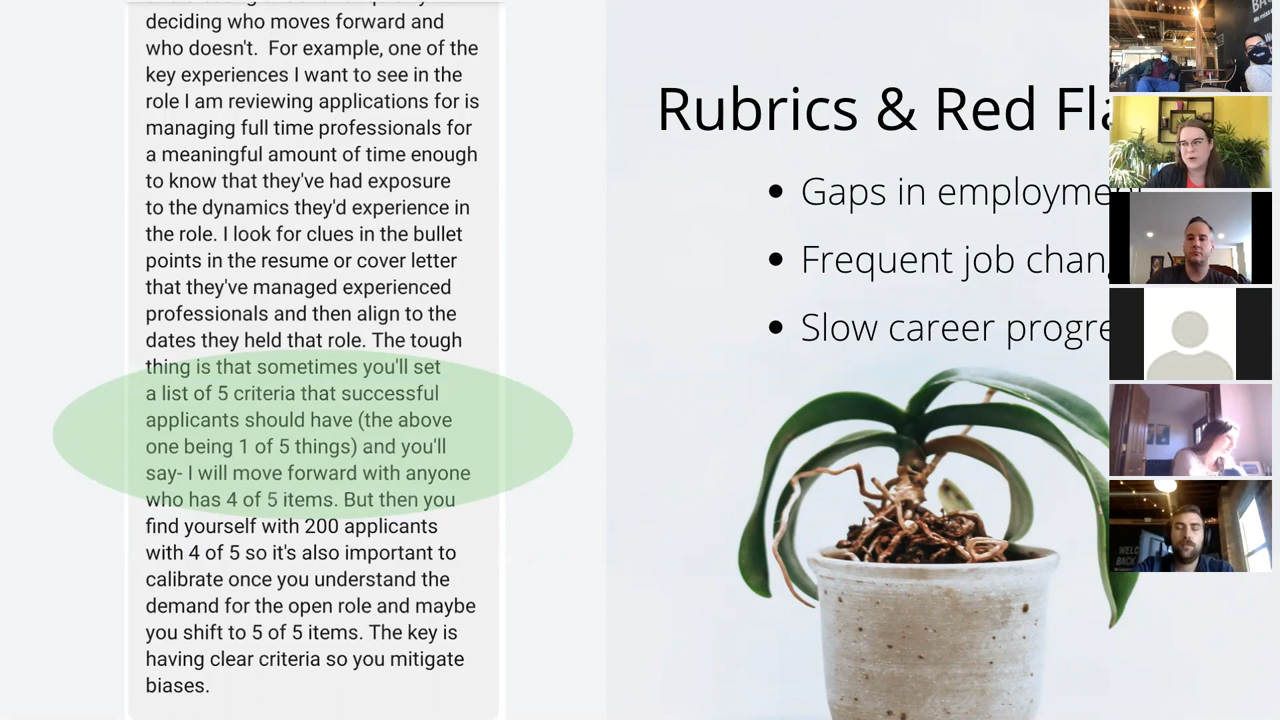 deciding who moves forward and
who doesn't. For example, one of the
key experiences I want to see in the
role I am reviewing applications for is
managing full time professionals for
a meaningful amount of time enough
to know that they've had exposure
to the dynamics they'd experience in
the role. I look for clues in the bullet
points in the resume or cover letter
that they've managed experienced
professionals and then align to the
dates they held that role. The tough
thing is that sometimes you'll set
a list of 5 criteria that successful
applicants should have (the above
one being 1 of 5 things) and you'll
say- I will move forward with anyone
who has 4 of 5 items. But then you
find yourself with 200 applicants
with 4 of 5 so it's also important to
calibrate once you understand the
demand for the open role and maybe
you shift to 5 of 5 items. The key is
having clear criteria so you mitigate
biases.
Rubrics & Red Fla
• Gaps in employmen
• Frequent job chan
• Slow career progre
WELC
BACK